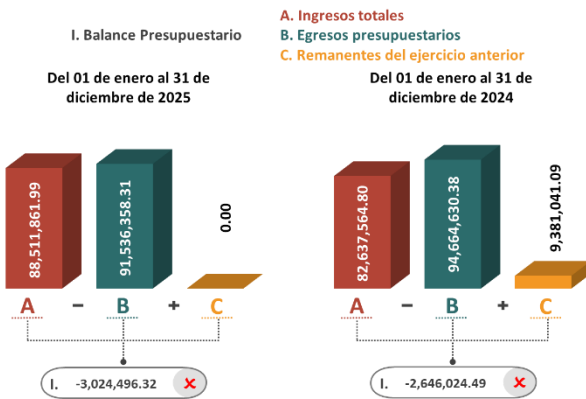 I. Balance Presupuestario
A. Ingresos totales
B. Egresos presupuestarios
C. Remanentes del ejercicio anterior
Del 01 de enero al 31 de
diciembre de 2025
88,511,861.99
91,536,358.31
0.00
A – B + C
I. -3,024,496.32 ✘
Del 01 de enero al 31 de
diciembre de 2024
82,637,564.80
94,664,630.38
9,381,041.09
A – B + C
I. -2,646,024.49 ✘